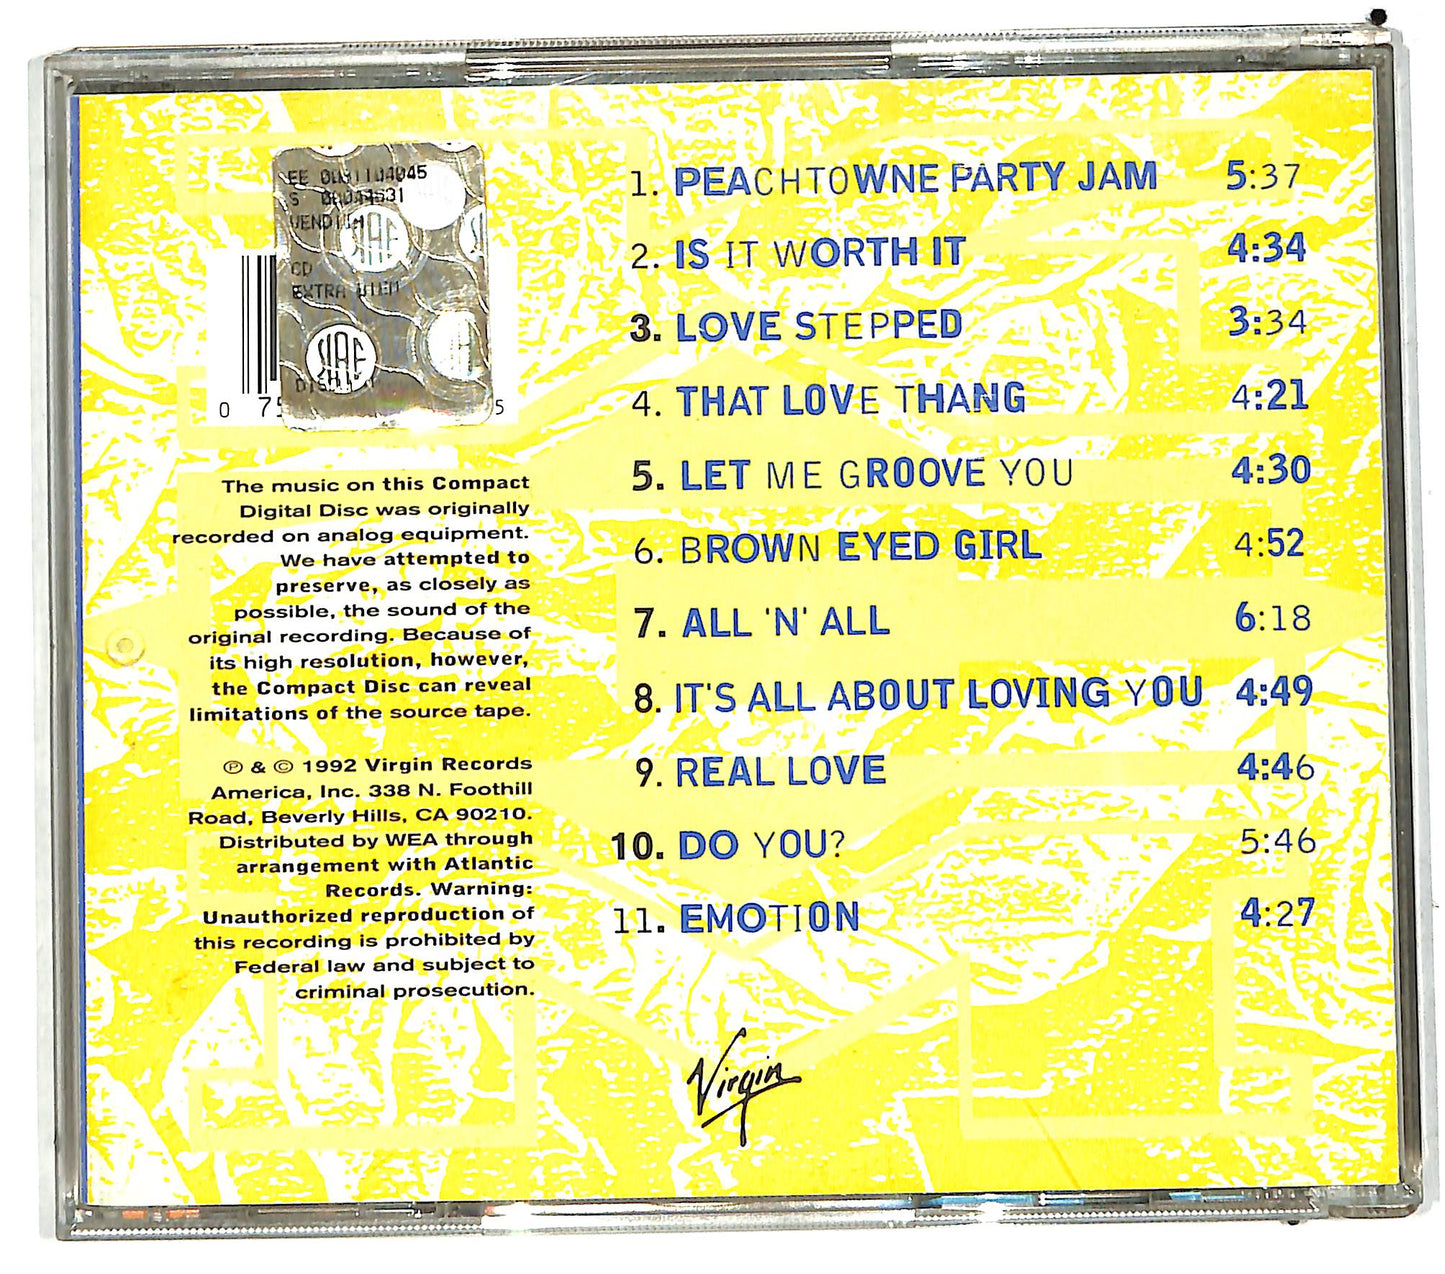 EE
S
CD
EXTRA
0 75
5
1. PEACHTOWNE PARTY JAM 5:37
2. IS IT WORTH IT 4:34
3. LOVE STEPPED 3:34
4. THAT LOVE THANG 4:21
5. LET ME GROOVE YOU 4:30
6. BROWN EYED GIRL 4:52
7. ALL 'N' ALL 6:18
8. IT'S ALL ABOUT LOVING YOU 4:49
9. REAL LOVE 4:46
10. DO YOU? 5:46
11. EMOTION 4:27
The music on this Compact
Digital Disc was originally
recorded on analog equipment.
We have attempted to
preserve, as closely as
possible, the sound of the
original recording. Because of
its high resolution, however,
the Compact Disc can reveal
limitations of the source tape.
℗ & © 1992 Virgin Records
America, Inc. 338 N. Foothill
Road, Beverly Hills, CA 90210.
Distributed by WEA through
arrangement with Atlantic
Records. Warning:
Unauthorized reproduction of
this recording is prohibited by
Federal law and subject to
criminal prosecution.
Virgin